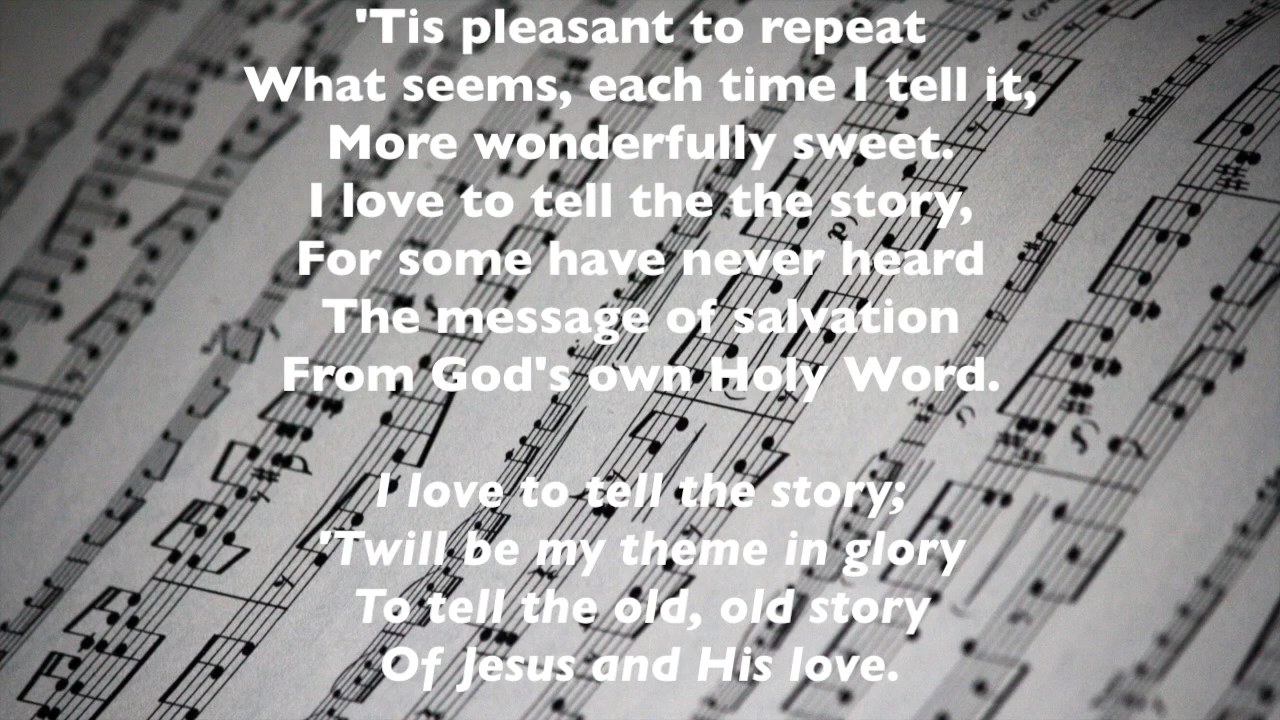 'Tis pleasant to repeat
What seems, each time I tell it,
More wonderfully sweet.
I love to tell the the story,
For some have never heard
The message of salvation
From God's own Holy Word.
I love to tell the story;
'Twill be my theme in glory
To tell the old, old story
Of Jesus and His love.